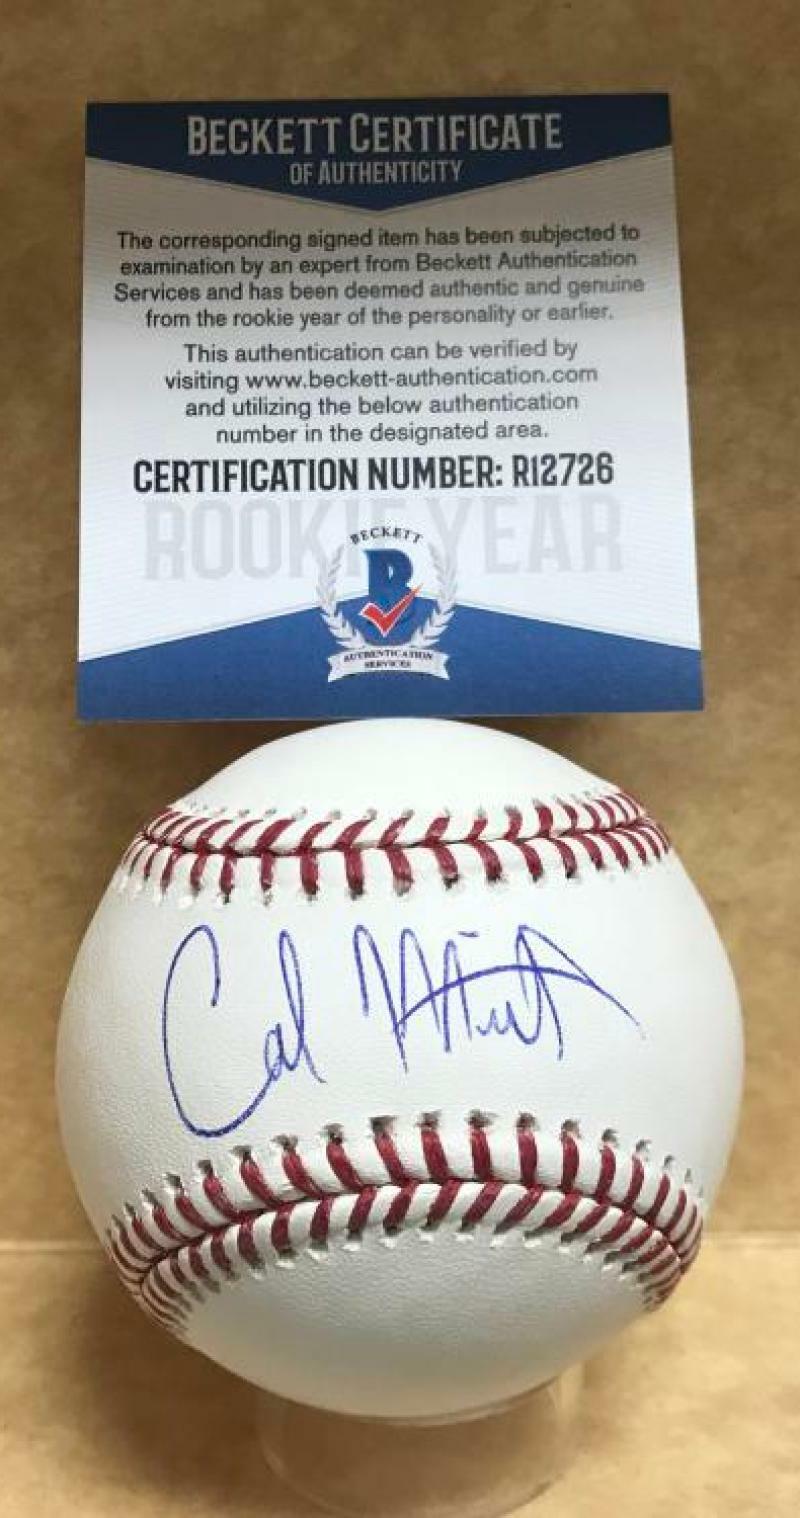 BECKETT CERTIFICATE
OF AUTHENTICITY
The corresponding signed item has been subjected to
examination by an expert from Beckett Authentication
Services and has been deemed authentic and genuine
from the rookie year of the personality or earlier.
This authentication can be verified by
visiting www.beckett-authentication.com
and utilizing the below authentication
number in the designated area.
CERTIFICATION NUMBER: R12726
ROOKIE YEAR
BECKETT
B
AUTHENTICATION
SERVICES
Cal